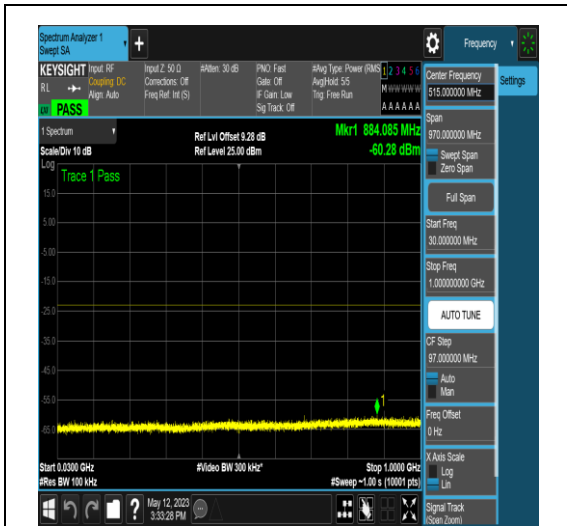 Spectrum Analyzer 1
Swept SA
Frequency
KEYSIGHT
RL
PASS
Input: RF
Coupling: DC
Align: Auto
Input Z: 50 Ω
Corrections: Off
Freq Ref: Int (S)
#Atten: 30 dB
PNO: Fast
Gate: Off
IF Gain: Low
Sig Track: Off
#Avg Type: Power (RMS
Avg|Hold: 5/5
Trig: Free Run
1 2 3 4 5 6
M W W W W W
A A A A A A
Center Frequency
515.000000 MHz
Settings
Span
970.000000 MHz
Swept Span
Zero Span
Full Span
Start Freq
30.000000 MHz
Stop Freq
1.000000000 GHz
AUTO TUNE
CF Step
97.000000 MHz
Auto
Man
Freq Offset
0 Hz
X Axis Scale
Log
Lin
Signal Track
(Span Zoom)
1 Spectrum
Scale/Div 10 dB
Ref Lvl Offset 9.28 dB
Ref Level 25.00 dBm
Mkr1 884.085 MHz
-60.28 dBm
Log
Trace 1 Pass
15.0
5.00
-5.00
-15.0
-25.0
-35.0
-45.0
-55.0
-65.0
1
Start 0.0300 GHz
#Res BW 100 kHz
#Video BW 300 kHz*
Stop 1.0000 GHz
#Sweep ~1.00 s (10001 pts)
May 12, 2023
3:33:28 PM